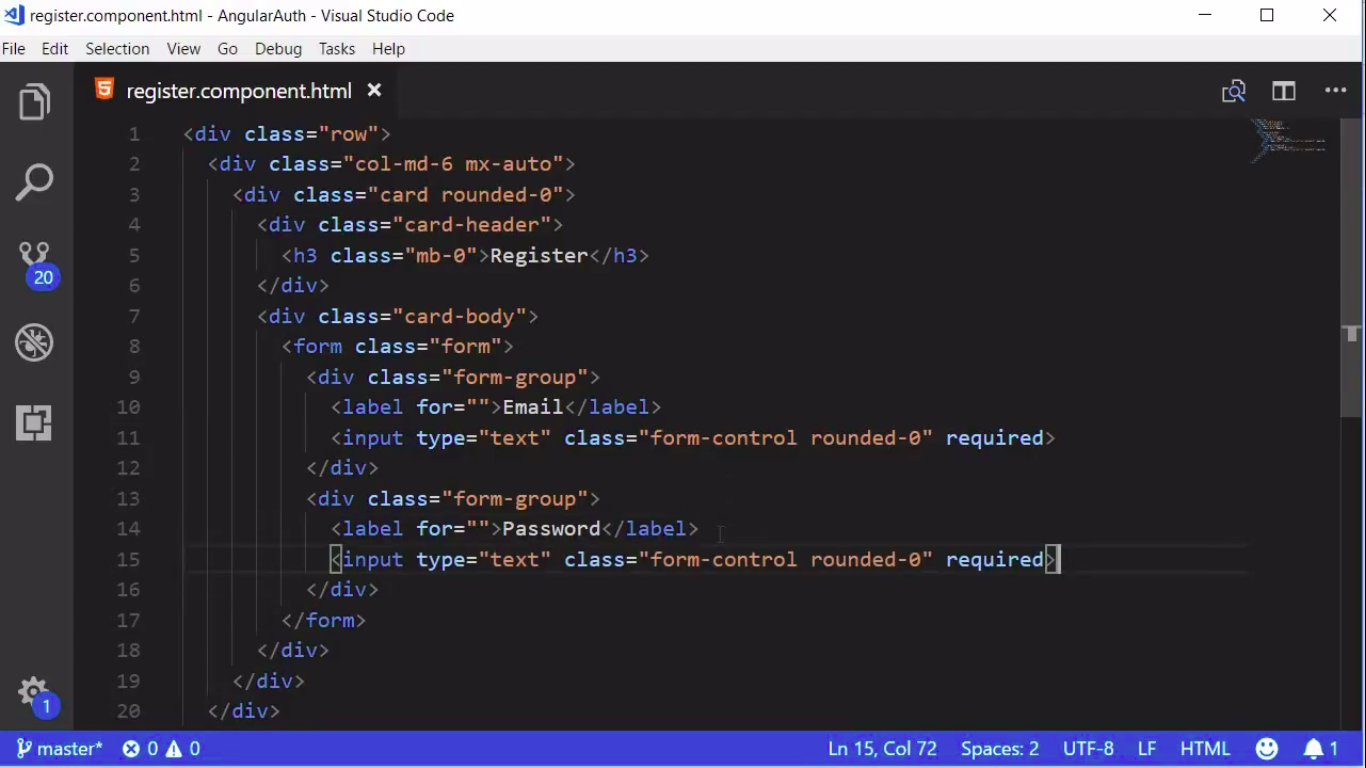 register.component.html - AngularAuth - Visual Studio Code
File Edit Selection View Go Debug Tasks Help
register.component.html
1 <div class="row">
2 <div class="col-md-6 mx-auto">
3 <div class="card rounded-0">
4 <div class="card-header">
5 <h3 class="mb-0">Register</h3>
6 </div>
7 <div class="card-body">
8 <form class="form">
9 <div class="form-group">
10 <label for="">Email</label>
11 <input type="text" class="form-control rounded-0" required>
12 </div>
13 <div class="form-group">
14 <label for="">Password</label>
15 <input type="text" class="form-control rounded-0" required>
16 </div>
17 </form>
18 </div>
19 </div>
20 </div>
20
1
master* 0 0 Ln 15, Col 72 Spaces: 2 UTF-8 LF HTML 1